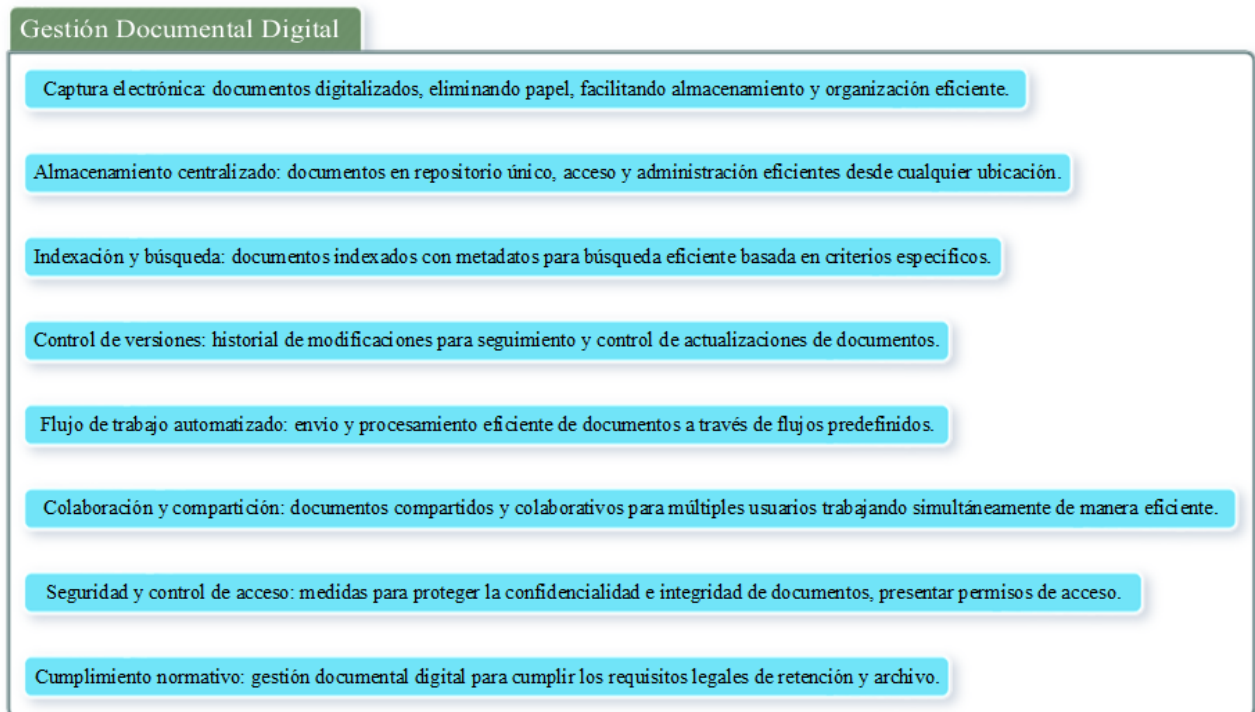 Gestión Documental Digital
Captura electrónica: documentos digitalizados, eliminando papel, facilitando almacenamiento y organización eficiente.
Almacenamiento centralizado: documentos en repositorio único, acceso y administración eficientes desde cualquier ubicación.
Indexación y búsqueda: documentos indexados con metadatos para búsqueda eficiente basada en criterios específicos.
Control de versiones: historial de modificaciones para seguimiento y control de actualizaciones de documentos.
Flujo de trabajo automatizado: envío y procesamiento eficiente de documentos a través de flujos predefinidos.
Colaboración y compartición: documentos compartidos y colaborativos para múltiples usuarios trabajando simultáneamente de manera eficiente.
Seguridad y control de acceso: medidas para proteger la confidencialidad e integridad de documentos, presentar permisos de acceso.
Cumplimiento normativo: gestión documental digital para cumplir los requisitos legales de retención y archivo.